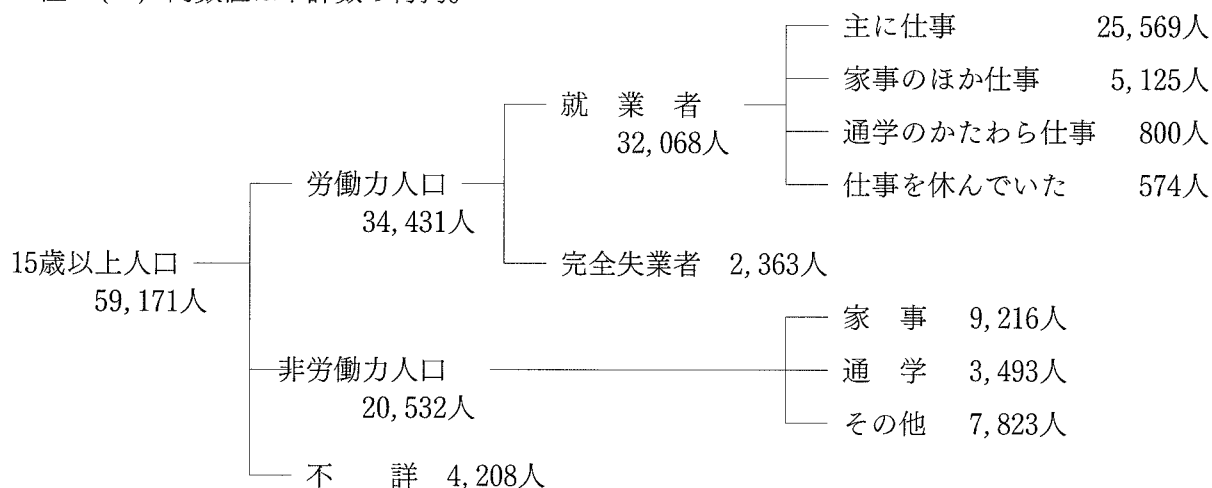 主に仕事 25,569人
家事のほか仕事 5,125人
就業者
32,068人
通学のかたわら仕事 800人
仕事を休んでいた 574人
労働力人口
34,431人
15歳以上人口
59,171人
完全失業者 2,363人
家事 9,216人
非労働力人口
20,532人
通学 3,493人
その他 7,823人
不詳 4,208人